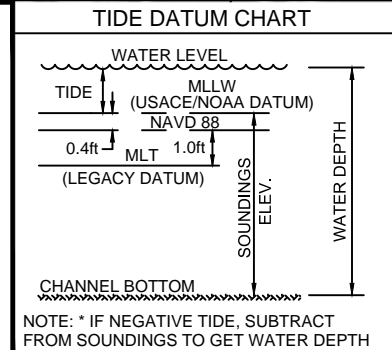 TIDE DATUM CHART
WATER LEVEL
TIDE
MLLW
(USACE/NOAA DATUM)
NAVD 88
0.4ft
MLT
1.0ft
(LEGACY DATUM)
SOUNDINGS
ELEV.
WATER DEPTH
CHANNEL BOTTOM
NOTE: * IF NEGATIVE TIDE, SUBTRACT
FROM SOUNDINGS TO GET WATER DEPTH